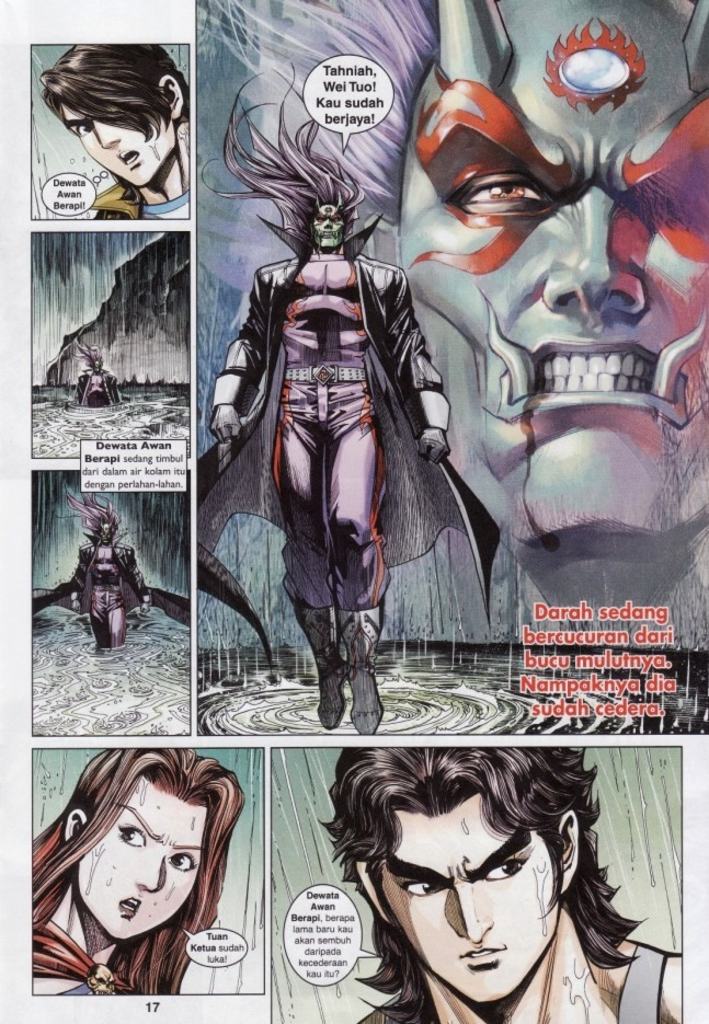 Dewata
Awan
Berapi!
Tahniah,
Wei Tuo!
Kau sudah
berjaya!
Dewata Awan
Berapi sedang timbul
dari dalam air kolam itu
dengan perlahan-lahan.
Darah sedang
bercucuran dari
bucu mulutnya.
Nampaknya dia
sudah cedera.
Tuan
Ketua sudah
luka!
Dewata
Awan
Berapi, berapa
lama baru kau
akan sembuh
daripada
kecederaan
kau itu?
17